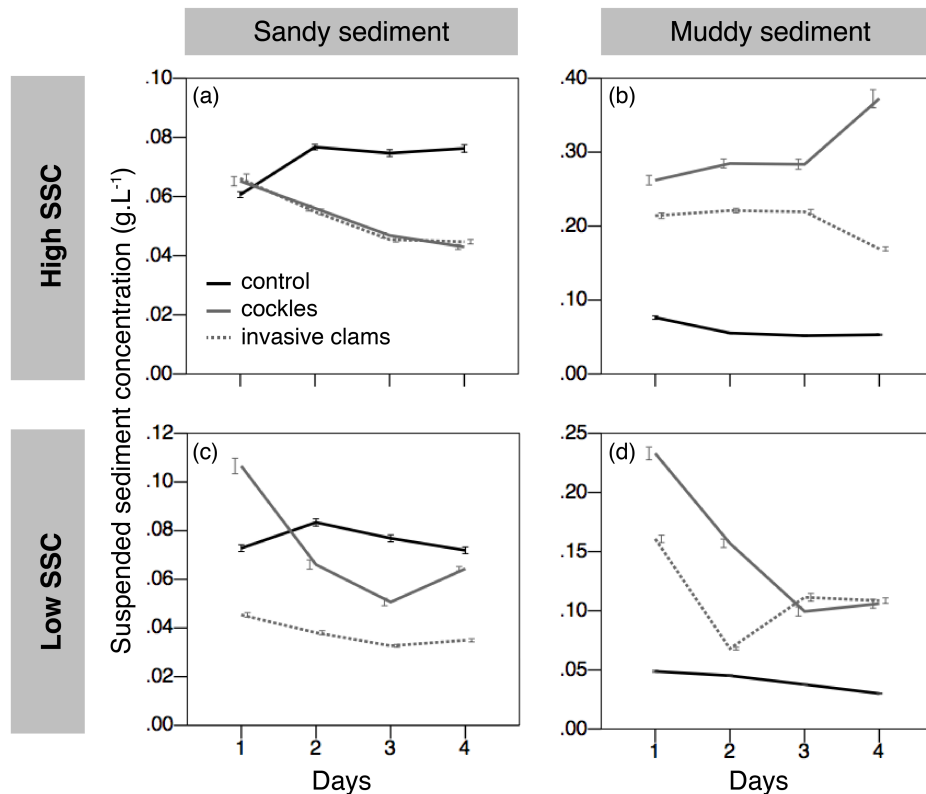 Sandy sediment
Muddy sediment
High SSC
Low SSC
Suspended sediment concentration (g.L-1)
(a)
.10
.08
.06
.04
.02
.00
control
cockles
invasive clams
(b)
.40
.30
.20
.10
.00
(c)
.12
.10
.08
.06
.04
.02
.00
1 2 3 4
Days
(d)
.25
.20
.15
.10
.05
.00
1 2 3 4
Days